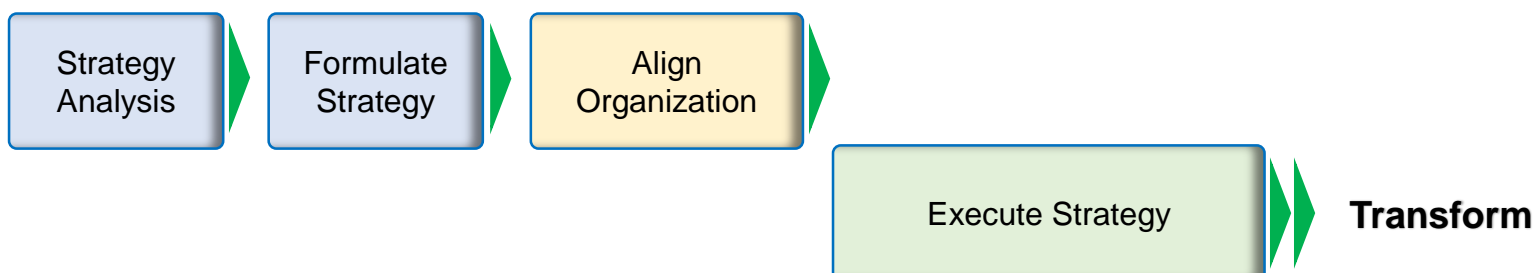 Strategy
Analysis
Formulate
Strategy
Align
Organization
Execute Strategy
Transform